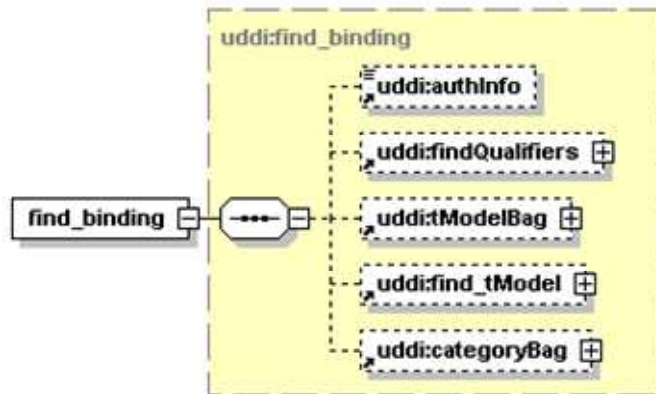 uddi:find_binding
uddi:authInfo
uddi:findQualifiers
find_binding
uddi:tModelBag
uddi:find_tModel
uddi:categoryBag